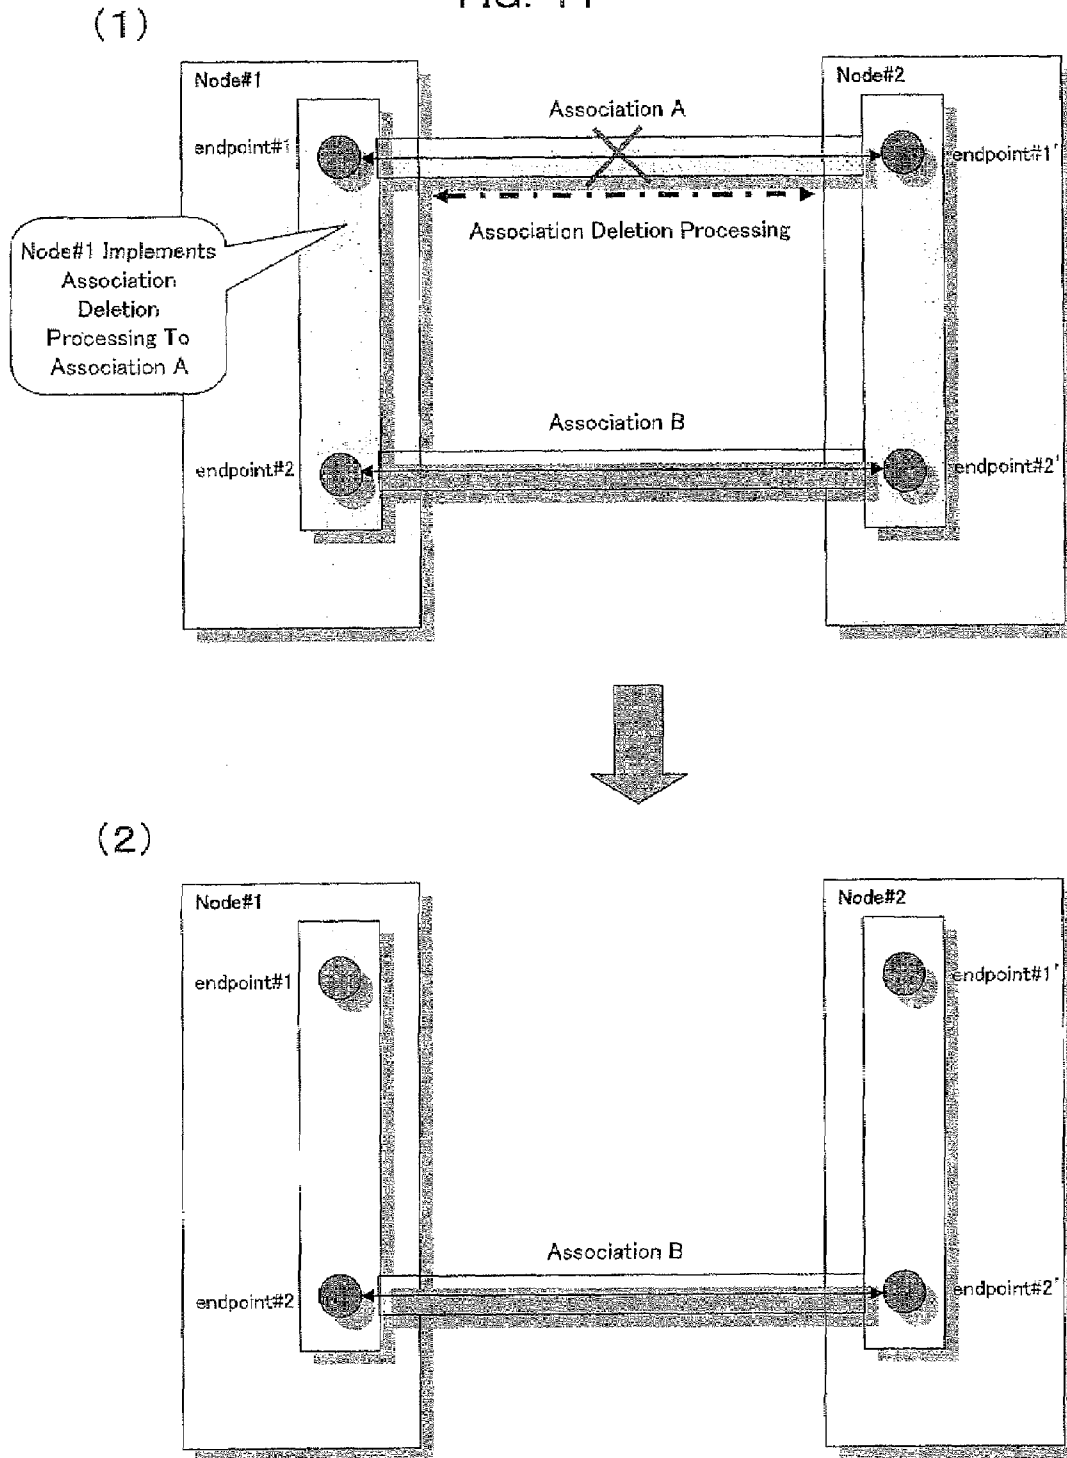 (1)
Node#1
Node#2
Association A
endpoint#1
endpoint#1'
Association Deletion Processing
Node#1 Implements
Association
Deletion
Processing To
Association A
Association B
endpoint#2
endpoint#2'
(2)
Node#1
Node#2
endpoint#1
endpoint#1'
Association B
endpoint#2
endpoint#2'